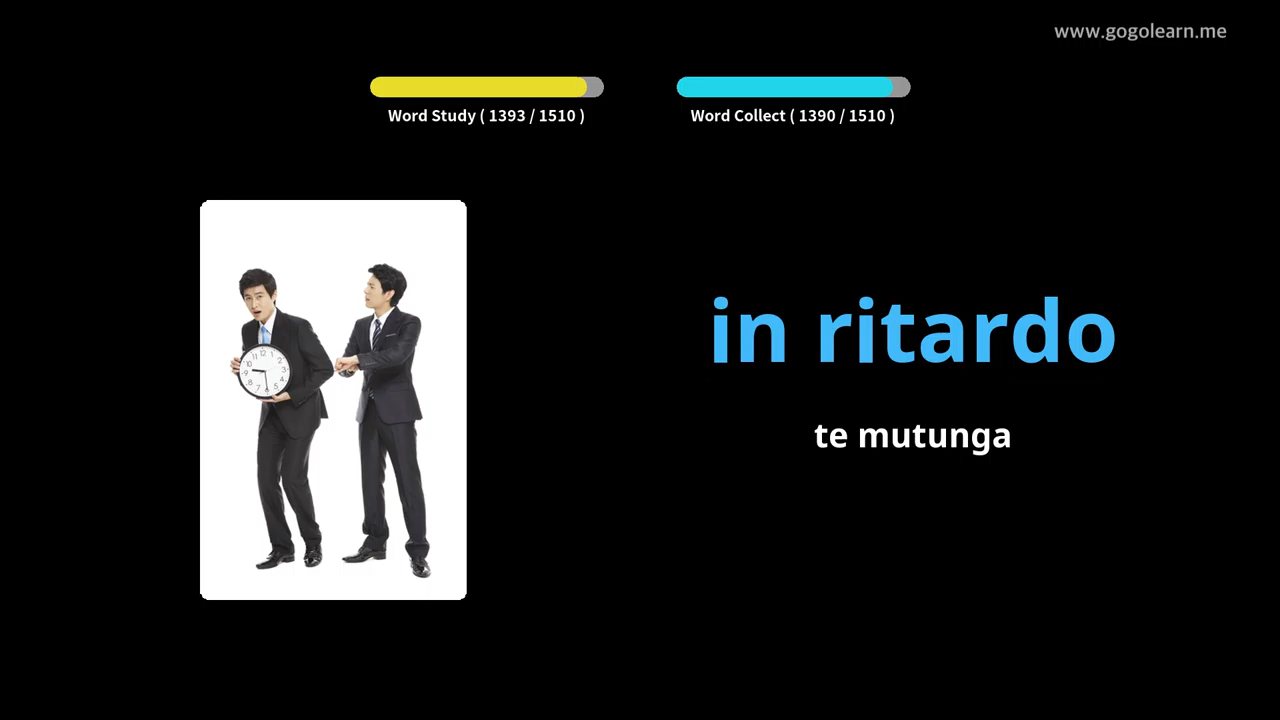 www.gogolearn.me
Word Study ( 1393 / 1510 )
Word Collect ( 1390 / 1510 )
in ritardo
te mutunga